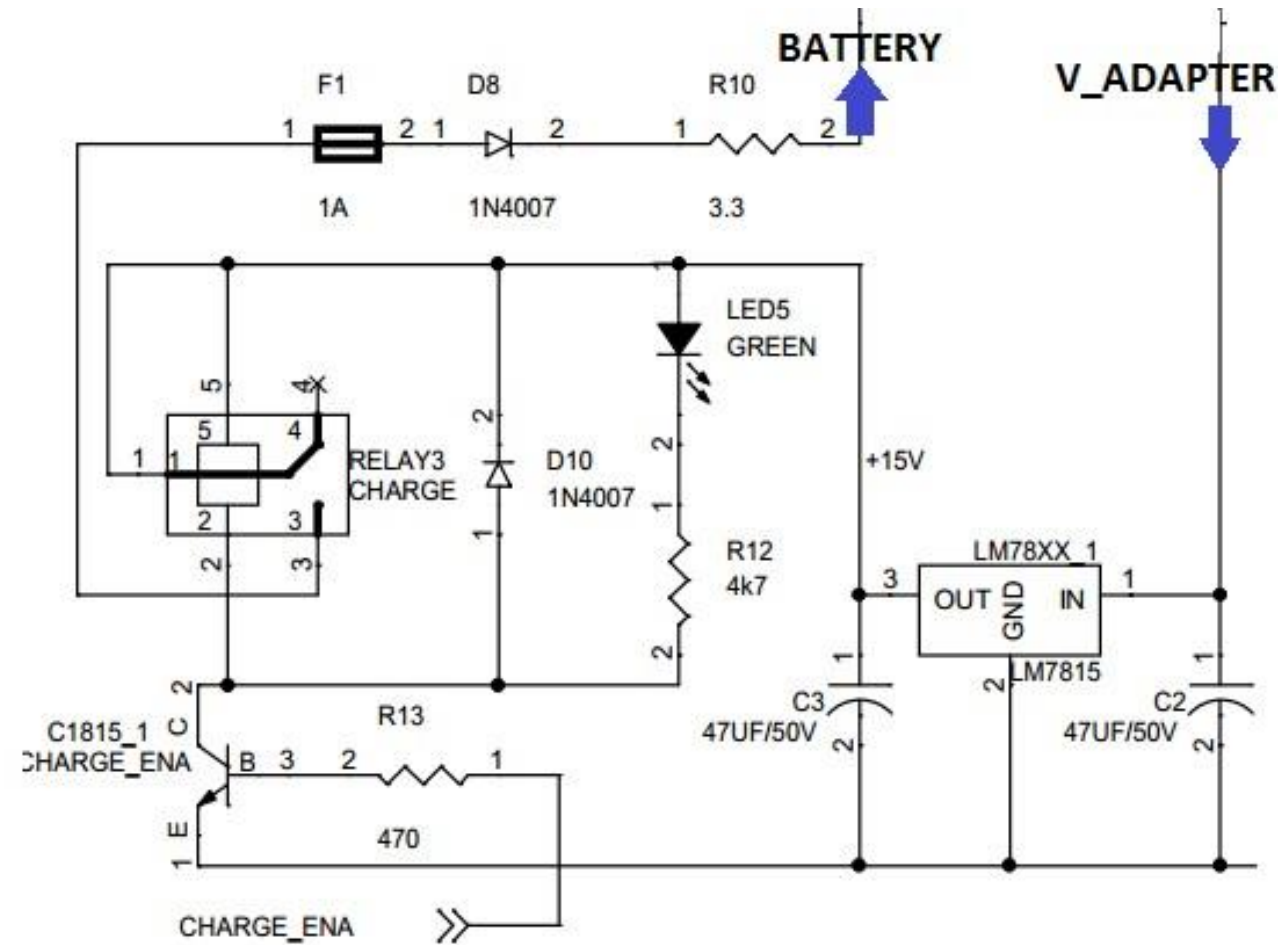 BATTERY
V_ADAPTER
F1
D8
R10
1
2
1
2
1
2
1A
1N4007
3.3
1
LED5
GREEN
5
4
5
4
2
2
1
1
RELAY3
CHARGE
D10
1N4007
+15V
2
3
1
1
R12
4k7
LM78XX_1
2
3
3
1
OUT
GND
IN
2
1
2
LM7815
1
2
C3
47UF/50V
C2
47UF/50V
R13
C
2
2
C1815_1
CHARGE_ENA
B
3
2
1
E
1
470
CHARGE_ENA